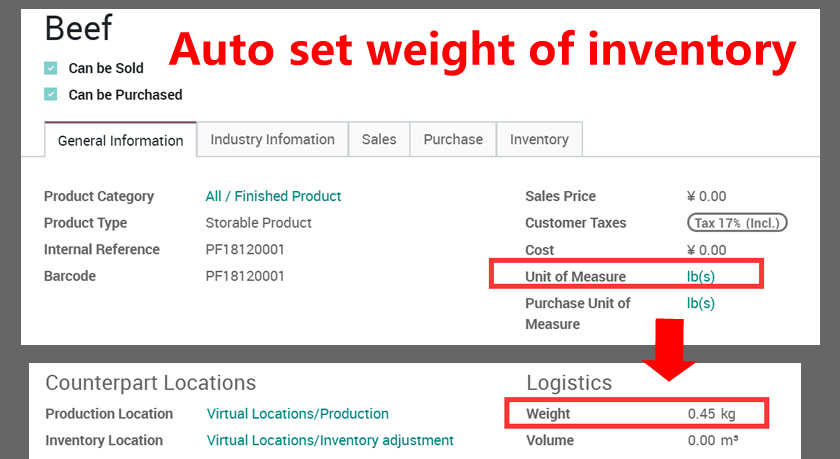 Beef
Auto set weight of inventory
Can be Sold
Can be Purchased
General Information Industry Infomation Sales Purchase Inventory
Product Category All / Finished Product Sales Price ¥ 0.00
Product Type Storable Product Customer Taxes Tax 17% (Incl.)
Internal Reference PF18120001 Cost ¥ 0.00
Barcode PF18120001 Unit of Measure lb(s)
Purchase Unit of lb(s)
Measure
Counterpart Locations Logistics
Production Location Virtual Locations/Production Weight 0.45 kg
Inventory Location Virtual Locations/Inventory adjustment Volume 0.00 m³